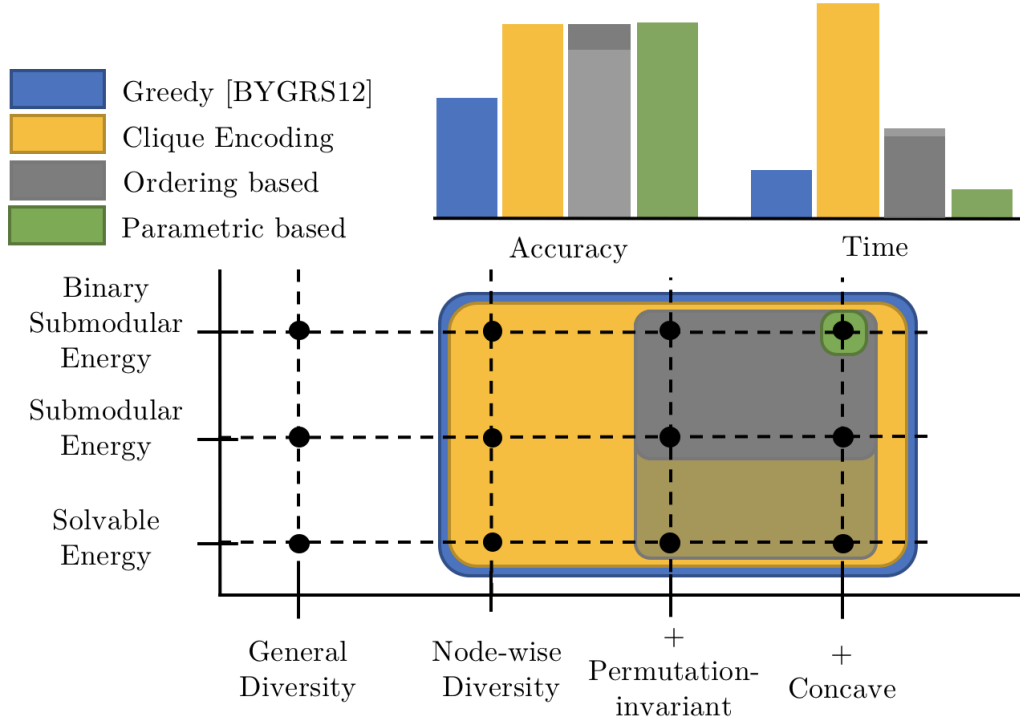 Greedy [BYGRS12]
Clique Encoding
Ordering based
Parametric based
Accuracy
Time
Binary
Submodular
Energy
Submodular
Energy
Solvable
Energy
General
Diversity
Node-wise
Diversity
+
Permutation-
invariant
+
Concave